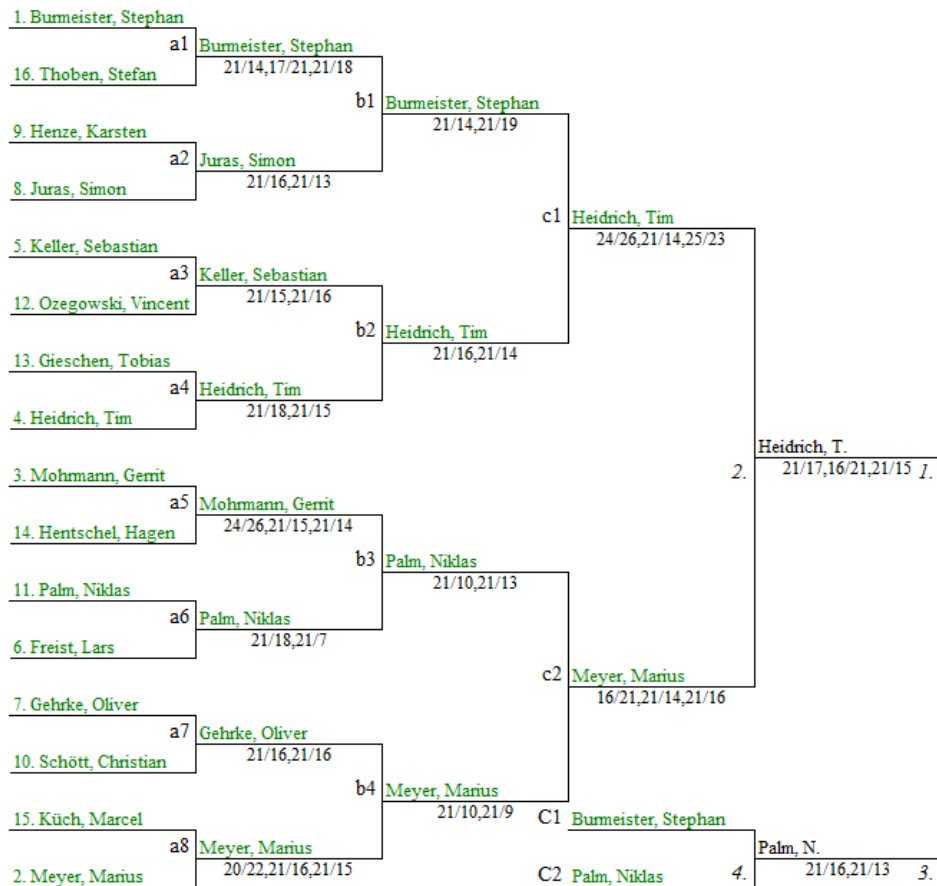 1. Burmeister, Stephan
a1 Burmeister, Stephan
16. Thoben, Stefan
21/14,17/21,21/18
b1 Burmeister, Stephan
21/14,21/19
9. Henze, Karsten
a2 Juras, Simon
8. Juras, Simon
21/16,21/13
c1 Heidrich, Tim
24/26,21/14,25/23
5. Keller, Sebastian
a3 Keller, Sebastian
12. Ozegowski, Vincent
21/15,21/16
b2 Heidrich, Tim
21/16,21/14
13. Gieschen, Tobias
a4 Heidrich, Tim
4. Heidrich, Tim
21/18,21/15
Heidrich, T.
2. 21/17,16/21,21/15 1.
3. Mohrmann, Gerrit
a5 Mohrmann, Gerrit
14. Hentschel, Hagen
24/26,21/15,21/14
b3 Palm, Niklas
21/10,21/13
11. Palm, Niklas
a6 Palm, Niklas
6. Freist, Lars
21/18,21/7
c2 Meyer, Marius
16/21,21/14,21/16
7. Gehrke, Oliver
a7 Gehrke, Oliver
10. Schött, Christian
21/16,21/16
b4 Meyer, Marius
21/10,21/9
15. Küch, Marcel
a8 Meyer, Marius
2. Meyer, Marius
20/22,21/16,21/15
C1 Burmeister, Stephan
Palm, N.
C2 Palm, Niklas
4. 21/16,21/13 3.